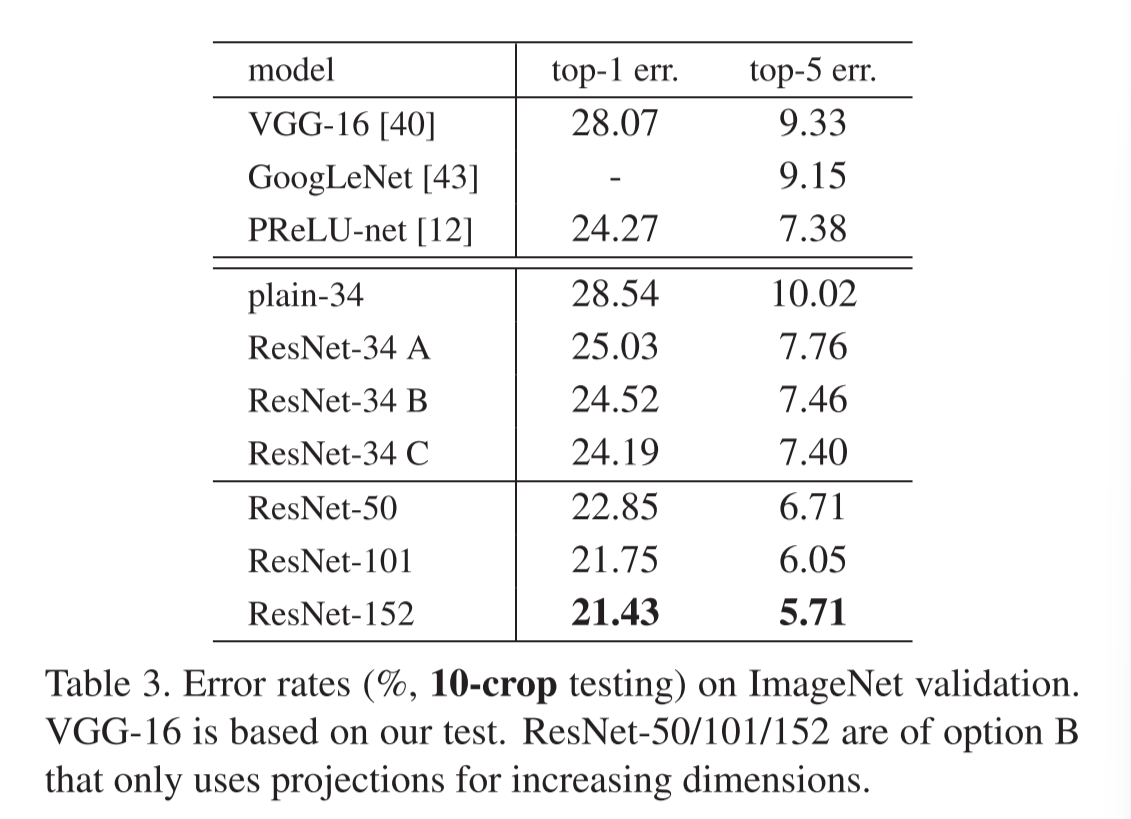 model top-1 err. top-5 err.
VGG-16 [40] 28.07 9.33
GoogLeNet [43] - 9.15
PReLU-net [12] 24.27 7.38
plain-34 28.54 10.02
ResNet-34 A 25.03 7.76
ResNet-34 B 24.52 7.46
ResNet-34 C 24.19 7.40
ResNet-50 22.85 6.71
ResNet-101 21.75 6.05
ResNet-152 21.43 5.71
Table 3. Error rates (%, 10-crop testing) on ImageNet validation.
VGG-16 is based on our test. ResNet-50/101/152 are of option B
that only uses projections for increasing dimensions.